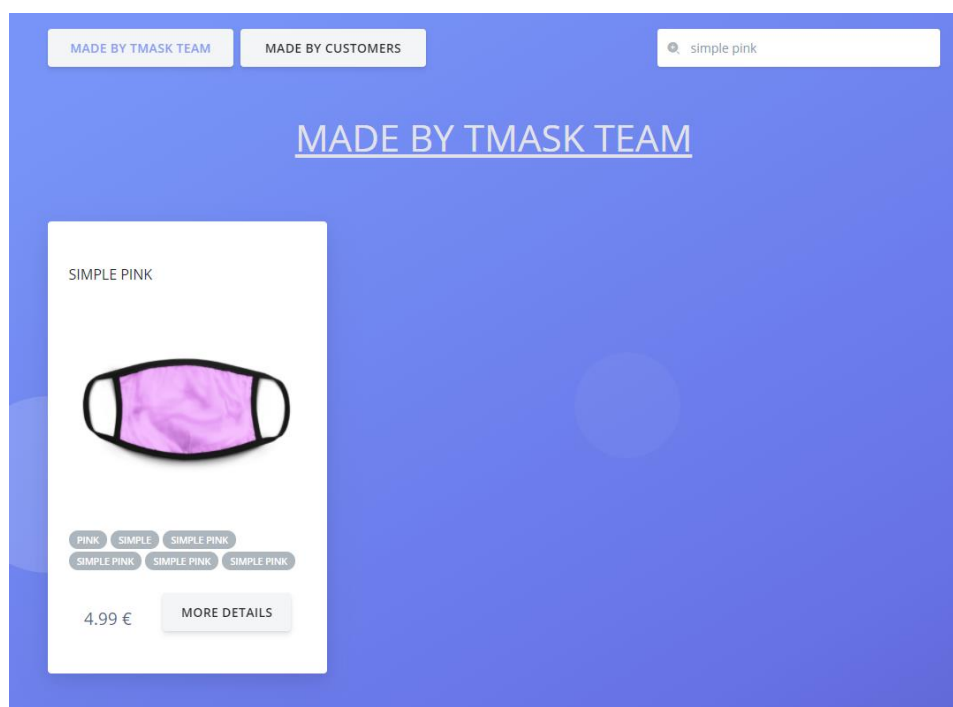 MADE BY TMASK TEAM MADE BY CUSTOMERS simple pink
MADE BY TMASK TEAM
SIMPLE PINK
PINK SIMPLE SIMPLE PINK
SIMPLE PINK SIMPLE PINK SIMPLE PINK
4.99 € MORE DETAILS